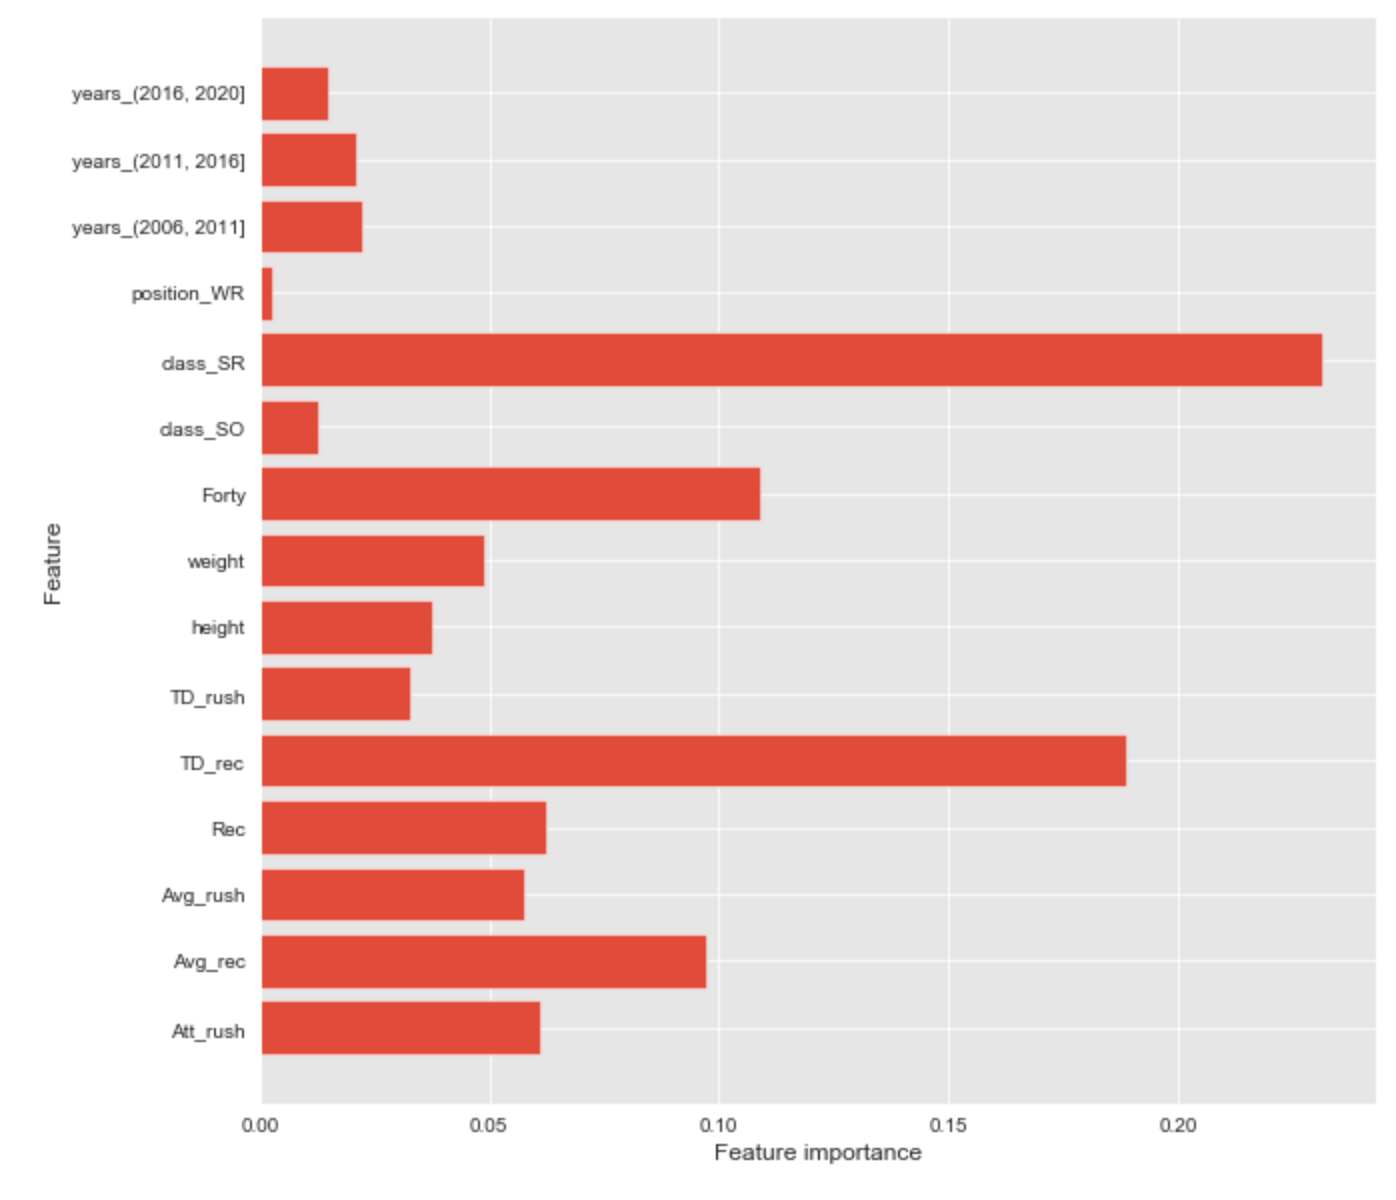 years_(2016, 2020]
years_(2011, 2016]
years_(2006, 2011]
position_WR
class_SR
class_SO
Forty
weight
height
TD_rush
TD_rec
Rec
Avg_rush
Avg_rec
Att_rush
Feature
0.00 0.05 0.10 0.15 0.20
Feature importance